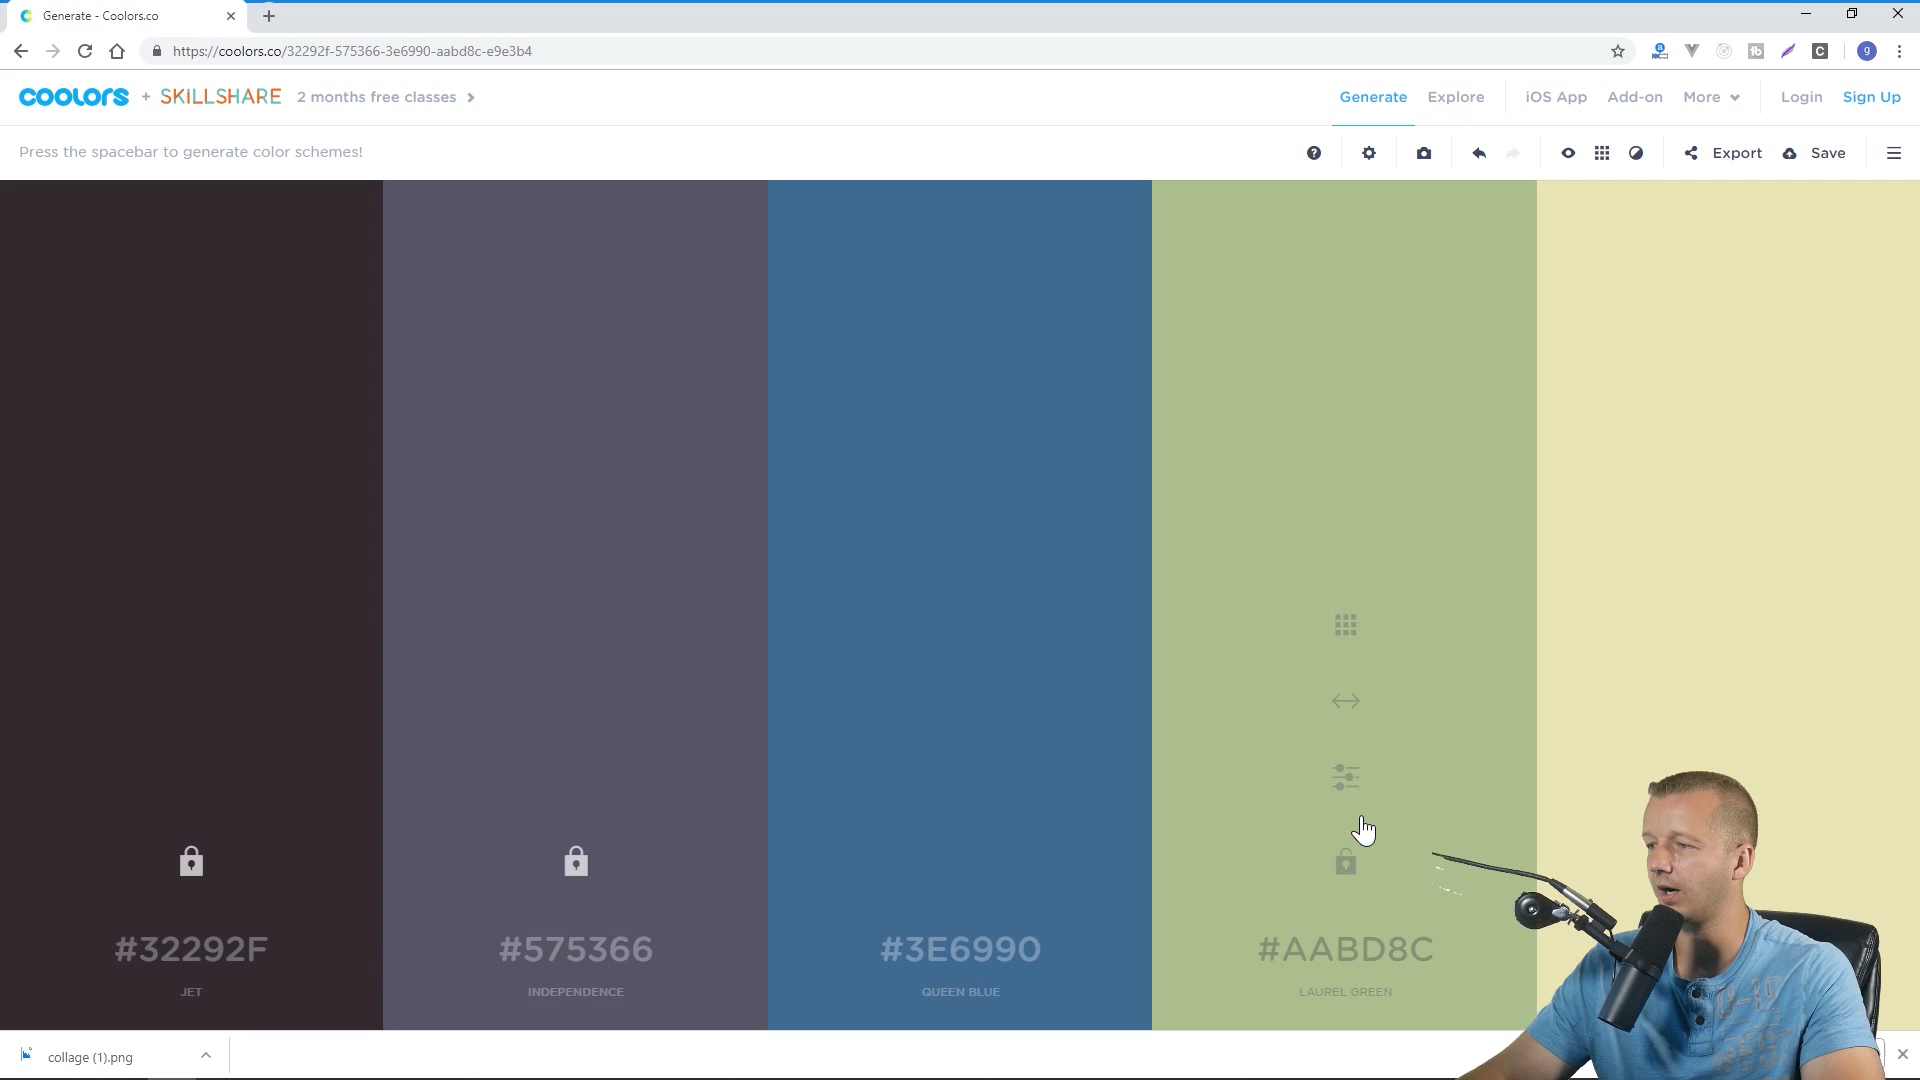 Generate - Coolors.co
https://coolors.co/32292f-575366-3e6990-aabd8c-e9e3b4
g
coolors + SKILLSHARE 2 months free classes
Generate Explore iOS App Add-on More Login Sign Up
Press the spacebar to generate color schemes!
Export Save
#32292F #575366 #3E6990 #AABD8C
JET INDEPENDENCE QUEEN BLUE LAUREL GREEN
collage (1).png